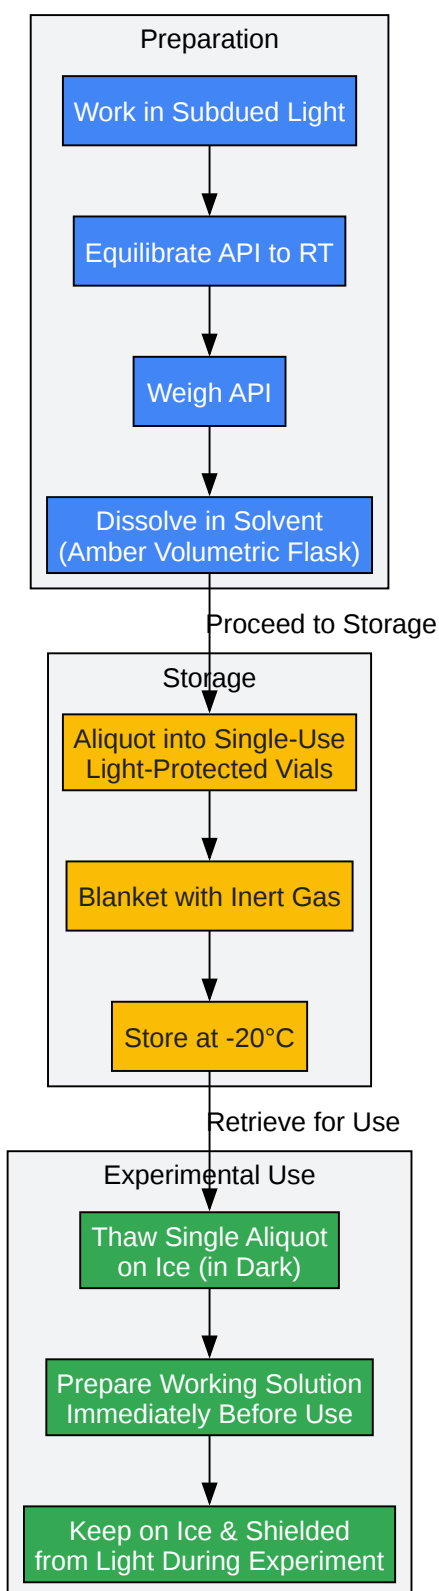 Preparation
Work in Subdued Light
Equilibrate API to RT
Weigh API
Dissolve in Solvent
(Amber Volumetric Flask)
Proceed to Storage
Storage
Aliquot into Single-Use
Light-Protected Vials
Blanket with Inert Gas
Store at -20°C
Retrieve for Use
Experimental Use
Thaw Single Aliquot
on Ice (in Dark)
Prepare Working Solution
Immediately Before Use
Keep on Ice & Shielded
from Light During Experiment